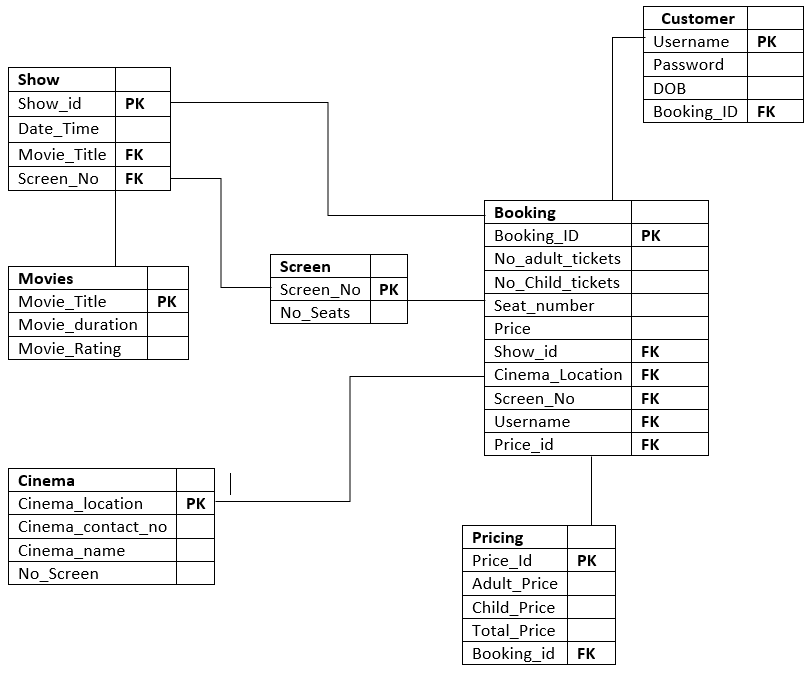 Customer
Username PK
Password
DOB
Booking_ID FK
Show
Show_id PK
Date_Time
Movie_Title FK
Screen_No FK
Booking
Booking_ID PK
No_adult_tickets
No_Child_tickets
Seat_number
Price
Show_id FK
Cinema_Location FK
Screen_No FK
Username FK
Price_id FK
Screen
Screen_No PK
No_Seats
Movies
Movie_Title PK
Movie_duration
Movie_Rating
Cinema
Cinema_location PK
Cinema_contact_no
Cinema_name
No_Screen
Pricing
Price_Id PK
Adult_Price
Child_Price
Total_Price
Booking_id FK